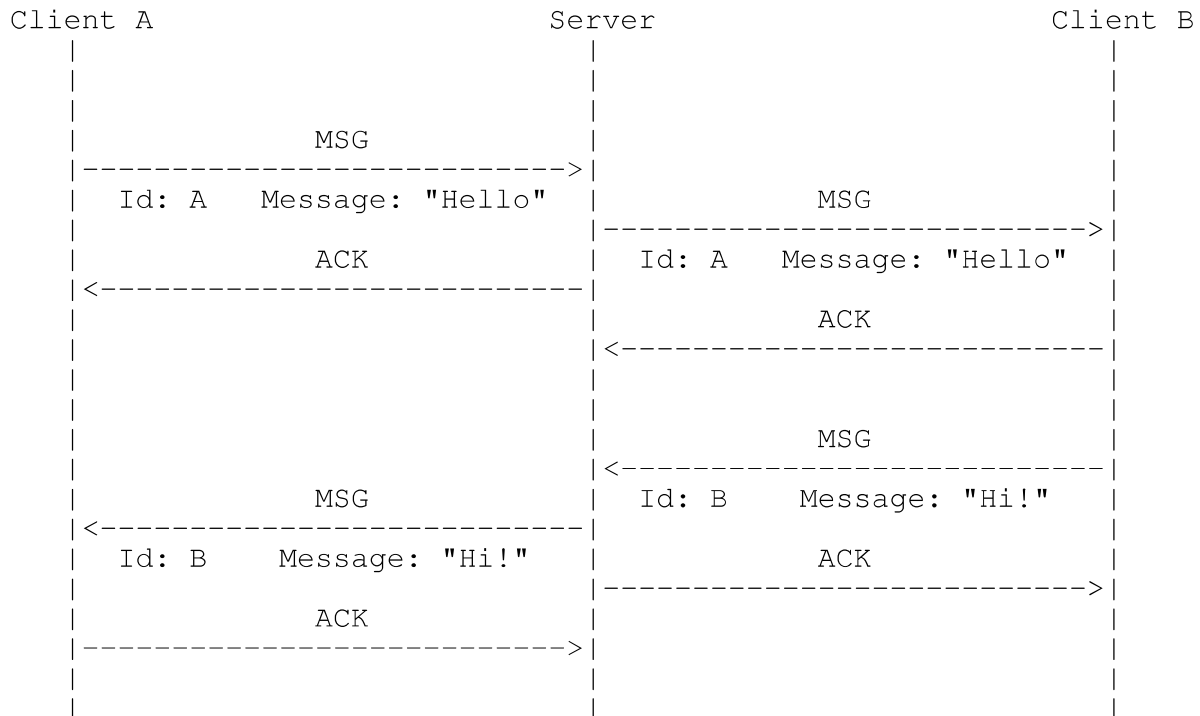 Client A Server Client B
MSG
Id: A Message: "Hello" MSG
ACK Id: A Message: "Hello"
ACK
MSG
MSG Id: B Message: "Hi!"
Id: B Message: "Hi!" ACK
ACK